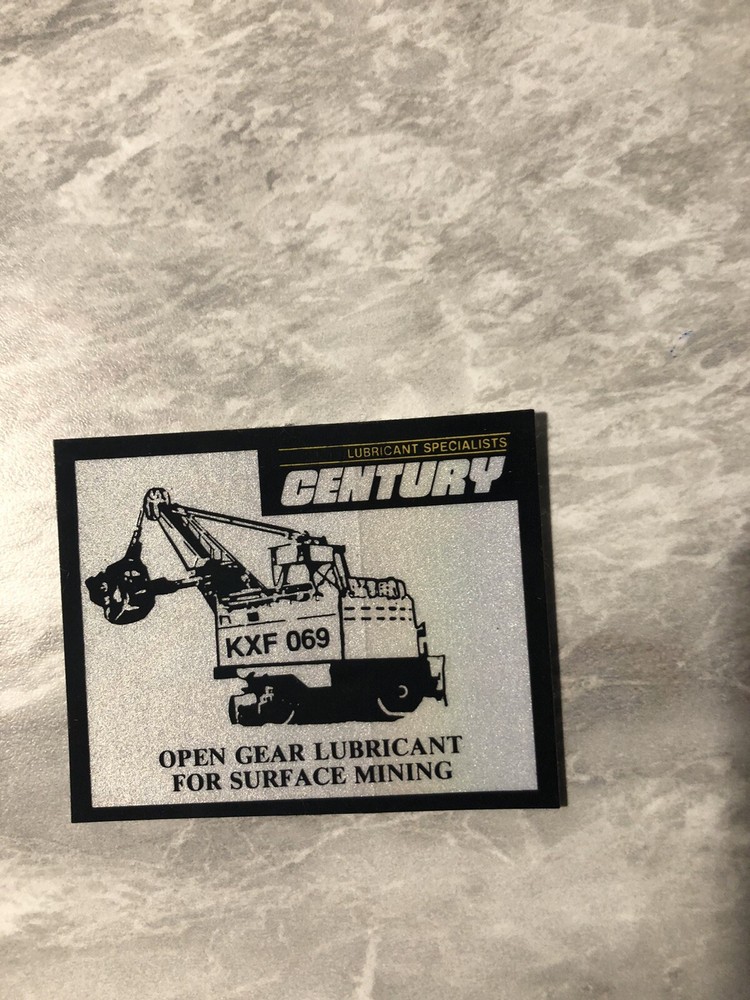 LUBRICANT SPECIALISTS
CENTURY
KXF 069
OPEN GEAR LUBRICANT
FOR SURFACE MINING